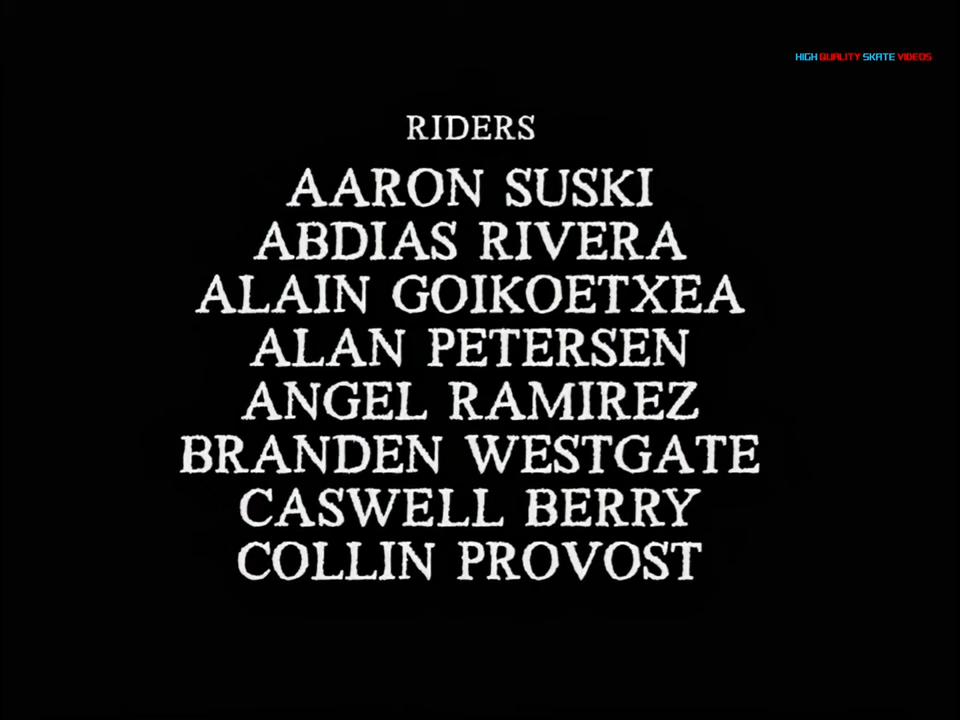 HIGH QUALITY SKATE VIDEOS
RIDERS
AARON SUSKI
ABDIAS RIVERA
ALAIN GOIKOETXEA
ALAN PETERSEN
ANGEL RAMIREZ
BRANDEN WESTGATE
CASWELL BERRY
COLLIN PROVOST